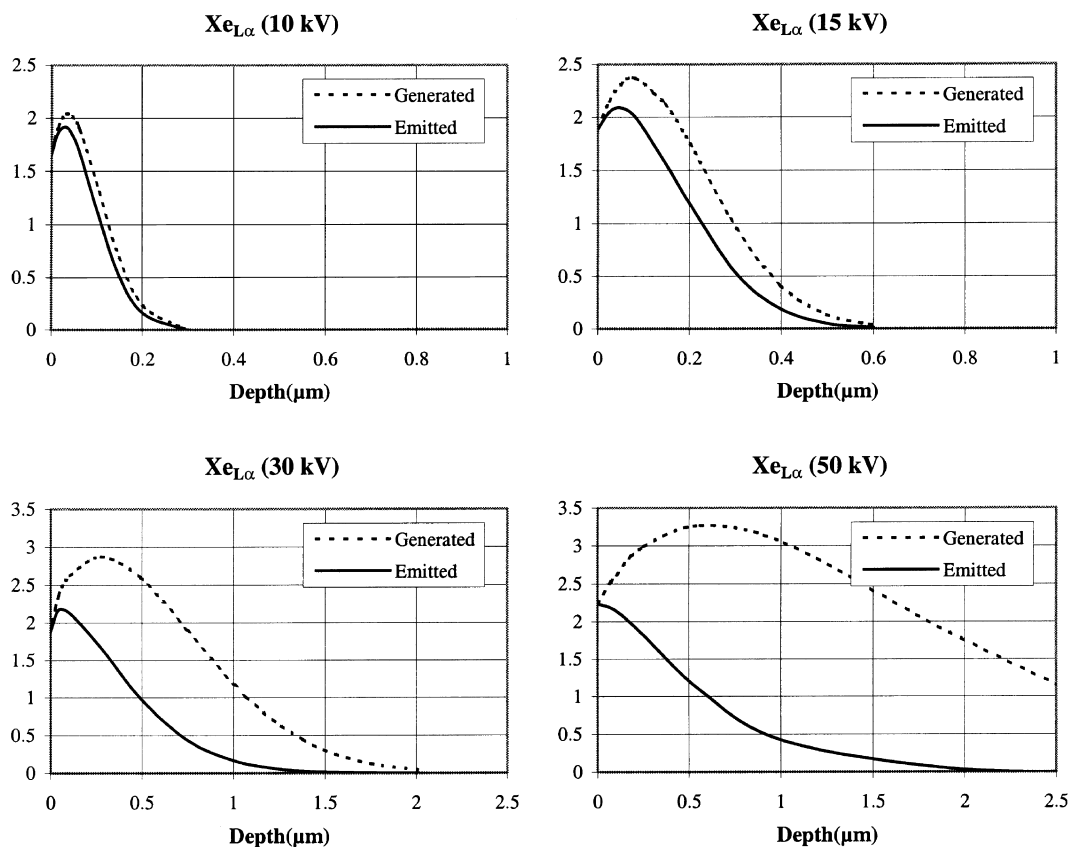 Xe_Lα (10 kV)
2.5
2
1.5
1
0.5
0
0 0.2 0.4 0.6 0.8 1
Depth(µm)
Generated
Emitted
Xe_Lα (15 kV)
2.5
2
1.5
1
0.5
0
0 0.2 0.4 0.6 0.8 1
Depth(µm)
Generated
Emitted
Xe_Lα (30 kV)
3.5
3
2.5
2
1.5
1
0.5
0
0 0.5 1 1.5 2 2.5
Depth(µm)
Generated
Emitted
Xe_Lα (50 kV)
3.5
3
2.5
2
1.5
1
0.5
0
0 0.5 1 1.5 2 2.5
Depth(µm)
Generated
Emitted